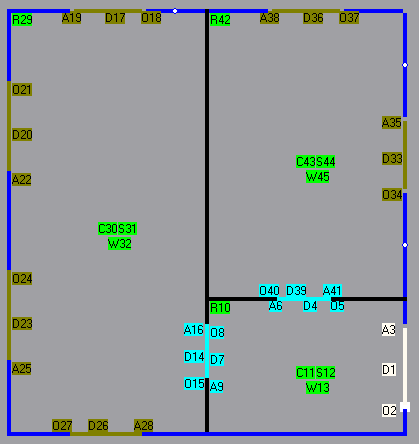 R29 A19 D17 O18 R42 A38 D36 O37
O21
A35
D20
D33
C43S44
W45
A22
O34
C30S31
W32
O24
O40 D39 A41
R10 A6 D4 O5
D23
A16 O8 A3
D14 D7
A25
C11S12 D1
O15 A9 W13
O2
O27 D26 A28